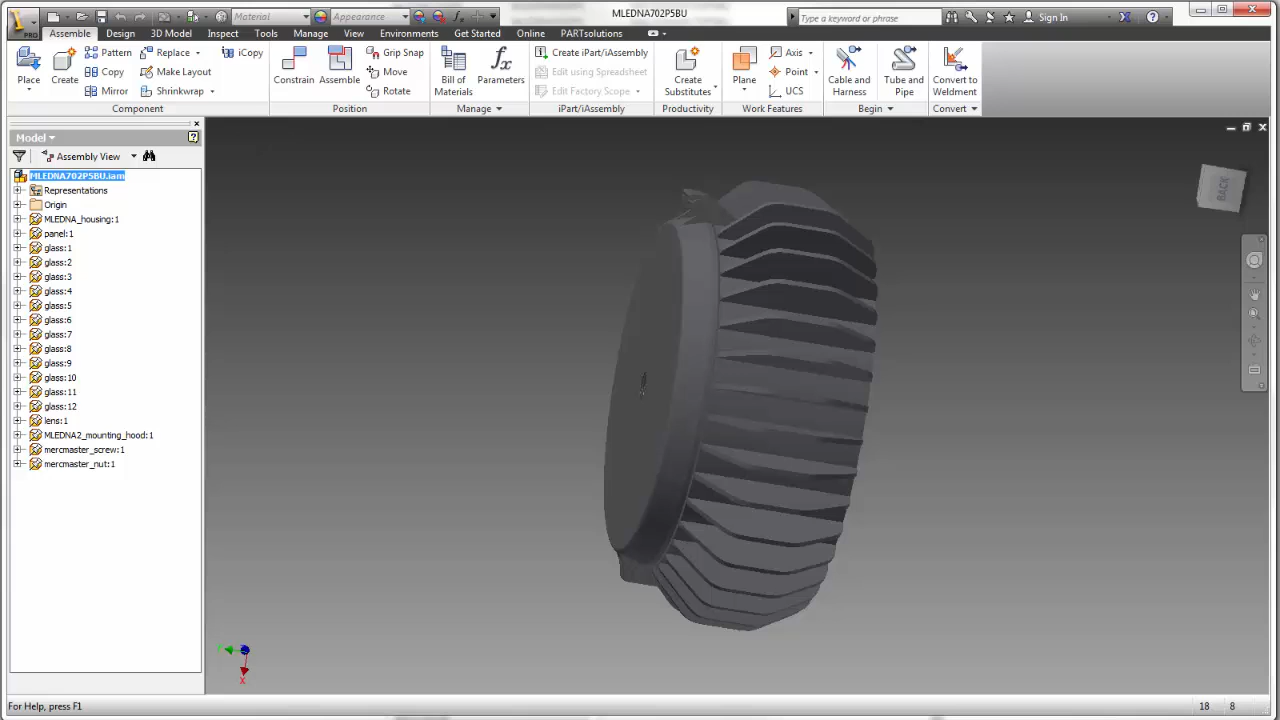 MLEDNA702P5BU
Material
Appearance
Type a keyword or phrase
Sign In
PRO
Assemble
Design
3D Model
Inspect
Tools
Manage
View
Environments
Get Started
Online
PARTsolutions
Place
Create
Pattern
Copy
Mirror
Replace
Make Layout
Shrinkwrap
iCopy
Component
Constrain
Assemble
Grip Snap
Move
Rotate
Position
Bill of
Materials
Parameters
Manage
Create iPart/iAssembly
Edit using Spreadsheet
Edit Factory Scope
iPart/iAssembly
Create
Substitutes
Productivity
Plane
Axis
Point
UCS
Work Features
Cable and
Harness
Tube and
Pipe
Begin
Convert to
Weldment
Convert
Model
Assembly View
MLEDNA702P5BU.iam
Representations
Origin
MLEDNA_housing:1
panel:1
glass:1
glass:2
glass:3
glass:4
glass:5
glass:6
glass:7
glass:8
glass:9
glass:10
glass:11
glass:12
lens:1
MLEDNA2_mounting_hood:1
mercmaster_screw:1
mercmaster_nut:1
BACK
X
For Help, press F1
18
8